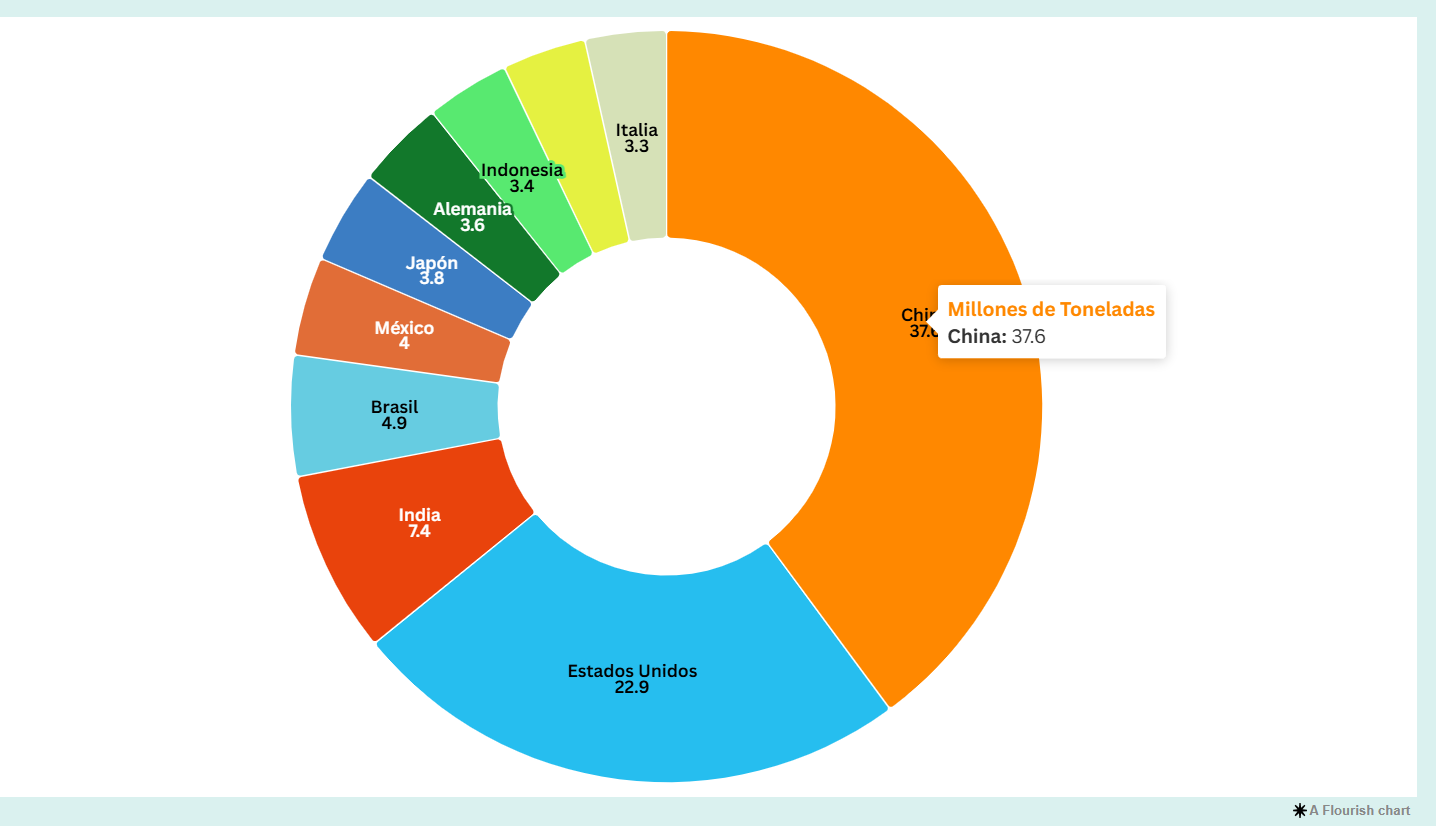 Italia
3.3
Indonesia
3.4
Alemania
3.6
Japón
3.8
México
4
Brasil
4.9
India
7.4
Estados Unidos
22.9
Millones de Toneladas
China: 37.6
A Flourish chart